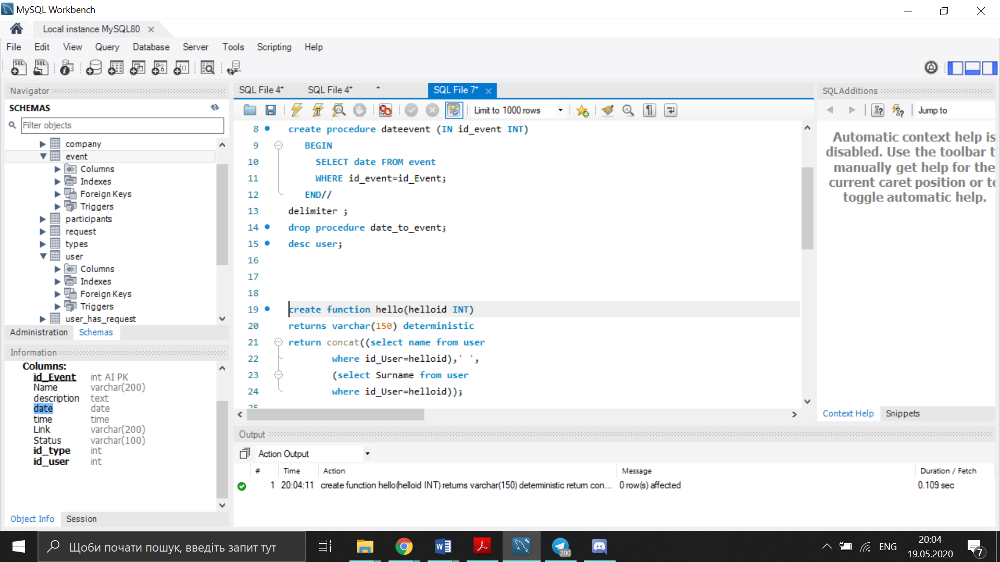 MySQL Workbench
Local instance MySQL80
File Edit View Query Database Server Tools Scripting Help
Navigator
SCHEMAS
Filter objects
company
event
Columns
Indexes
Foreign Keys
Triggers
participants
request
types
user
Columns
Indexes
Foreign Keys
Triggers
user_has_request
Administration Schemas
Information
Columns:
id_Event int AI PK
Name varchar(200)
description text
date date
time time
Link varchar(200)
Status varchar(100)
id_type int
id_user int
Object Info Session
SQL File 4* SQL File 4* * SQL File 7*
Limit to 1000 rows
8 create procedure dateevent (IN id_event INT)
9 BEGIN
10 SELECT date FROM event
11 WHERE id_event=id_Event;
12 END//
13 delimiter ;
14 drop procedure date_to_event;
15 desc user;
16
17
18
19 create function hello(helloid INT)
20 returns varchar(150) deterministic
21 return concat((select name from user
22 where id_User=helloid),' ',
23 (select Surname from user
24 where id_User=helloid));
25
SQLAdditions
Jump to
Automatic context help is
disabled. Use the toolbar t
manually get help for the
current caret position or to
toggle automatic help.
Context Help Snippets
Output
Action Output
# Time Action Message Duration / Fetch
1 20:04:11 create function hello(helloid INT) returns varchar(150) deterministic return con... 0 row(s) affected 0.109 sec
Щоби почати пошук, введіть запит тут
200
ENG
20:04
19.05.2020
7